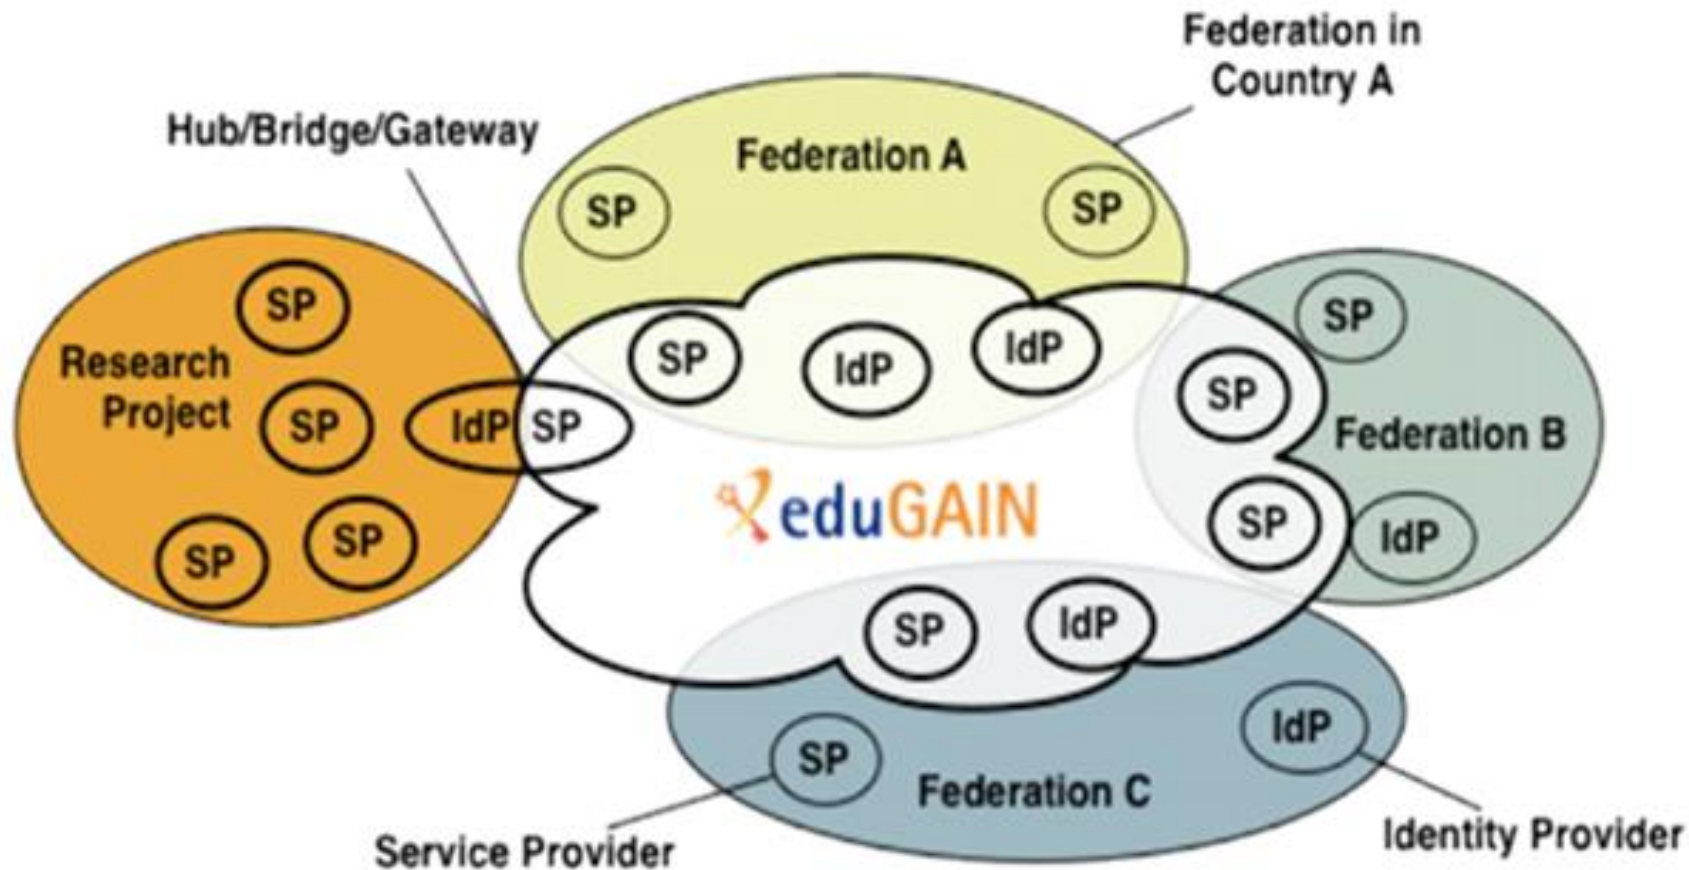 Federation in
Country A
Hub/Bridge/Gateway
Federation A
SP
SP
SP
Research
Project
SP
SP
SP
IdP
SP
SP
IdP
IdP
SP
SP
Federation B
SP
IdP
eduGAIN
SP
SP
IdP
SP
IdP
Federation C
Service Provider
Identity Provider